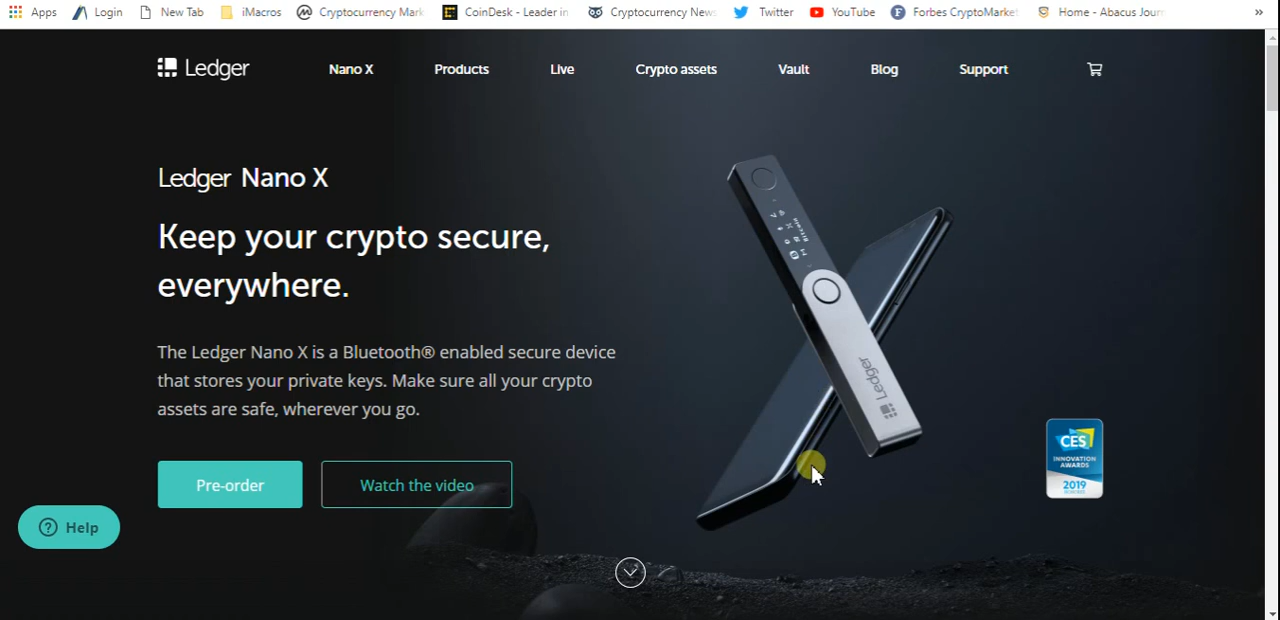 Apps Login New Tab iMacros Cryptocurrency Mark CoinDesk - Leader in Cryptocurrency News Twitter YouTube Forbes CryptoMarket Home - Abacus Journ »
Ledger Nano X Products Live Crypto assets Vault Blog Support
Ledger Nano X
Keep your crypto secure,
everywhere.
The Ledger Nano X is a Bluetooth® enabled secure device
that stores your private keys. Make sure all your crypto
assets are safe, wherever you go.
Pre-order Watch the video
? Help
Bitcoin
Ledger
CES
INNOVATION
AWARDS
2019